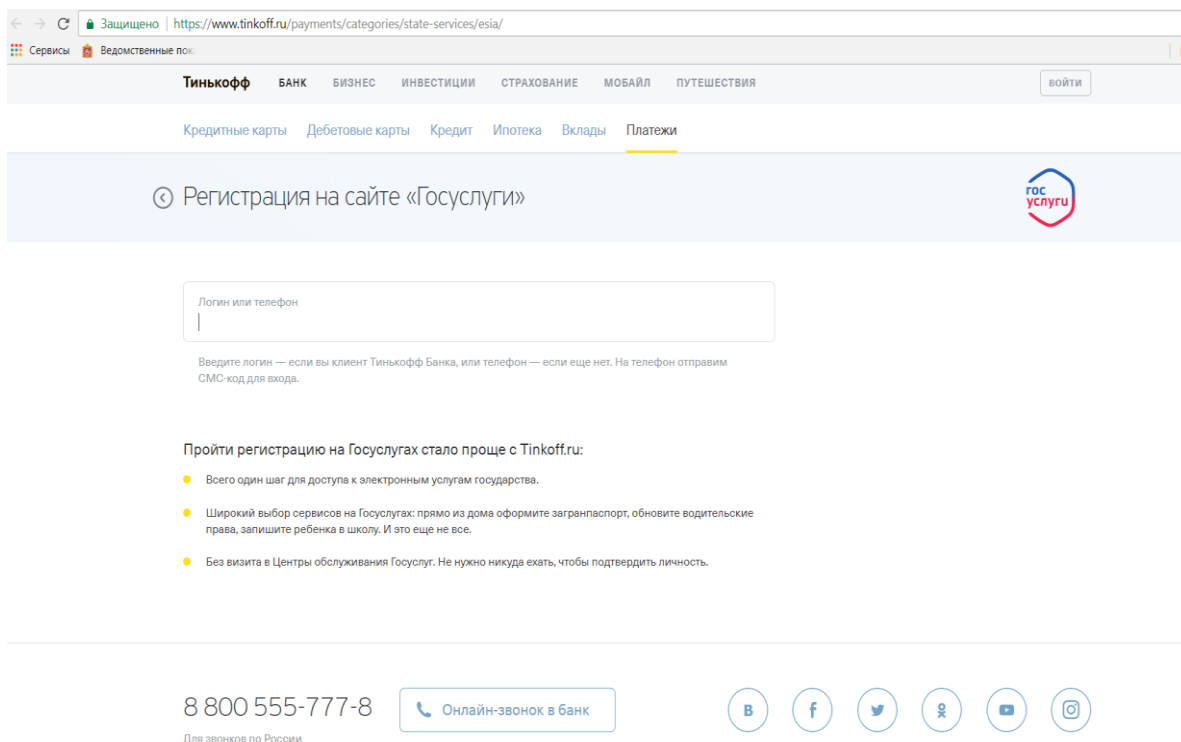 Защищено | https://www.tinkoff.ru/payments/categories/state-services/esia/
Сервисы Ведомственные пок
Тинькофф БАНК БИЗНЕС ИНВЕСТИЦИИ СТРАХОВАНИЕ МОБАЙЛ ПУТЕШЕСТВИЯ ВОЙТИ
Кредитные карты Дебетовые карты Кредит Ипотека Вклады Платежи
Регистрация на сайте «Госуслуги»
гос
услуги
Логин или телефон
Введите логин — если вы клиент Тинькофф Банка, или телефон — если еще нет. На телефон отправим
СМС-код для входа.
Пройти регистрацию на Госуслугах стало проще с Tinkoff.ru:
Всего один шаг для доступа к электронным услугам государства.
Широкий выбор сервисов на Госуслугах: прямо из дома оформите загранпаспорт, обновите водительские
права, запишите ребенка в школу. И это еще не все.
Без визита в Центры обслуживания Госуслуг. Не нужно никуда ехать, чтобы подтвердить личность.
8 800 555-777-8 Онлайн-звонок в банк
Для звонков по России